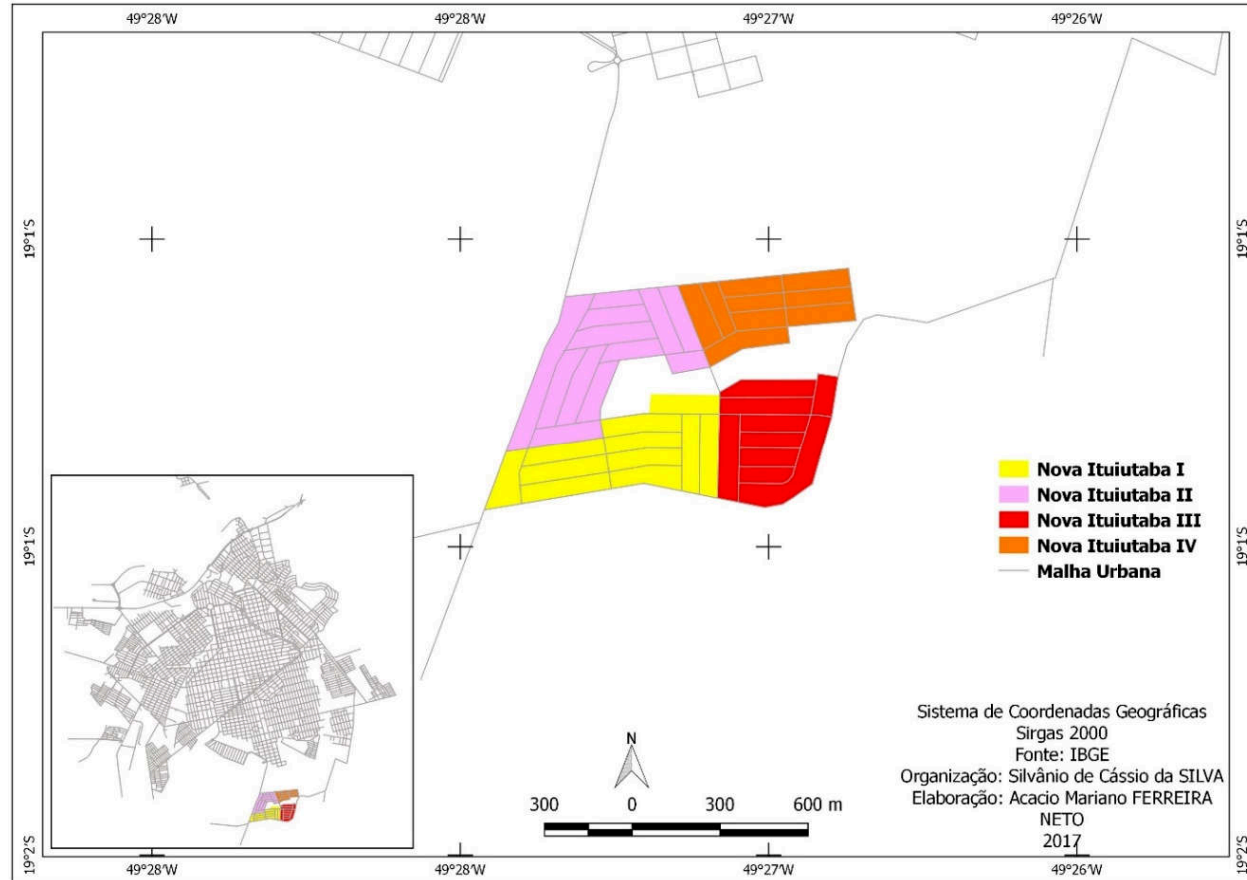 49°28'W 49°28'W 49°27'W 49°26'W
19°1'S 19°1'S
Nova Ituiutaba I
Nova Ituiutaba II
Nova Ituiutaba III
Nova Ituiutaba IV
Malha Urbana
19°1'S 19°1'S
Sistema de Coordenadas Geográficas
Sirgas 2000
Fonte: IBGE
Organização: Silvânio de Cássio da SILVA
Elaboração: Acacio Mariano FERREIRA
NETO
2017
N
300 0 300 600 m
19°2'S 19°2'S
49°28'W 49°28'W 49°27'W 49°26'W